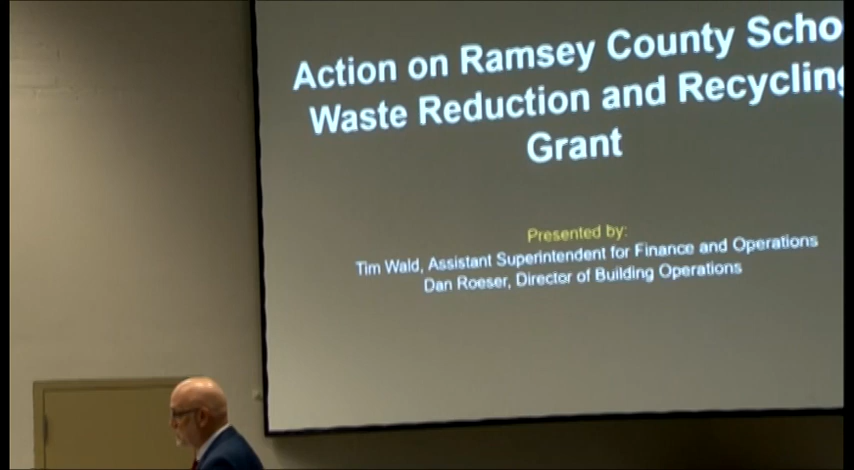 Action on Ramsey County Scho
Waste Reduction and Recycling
Grant
Presented by:
Tim Wald, Assistant Superintendent for Finance and Operations
Dan Roeser, Director of Building Operations